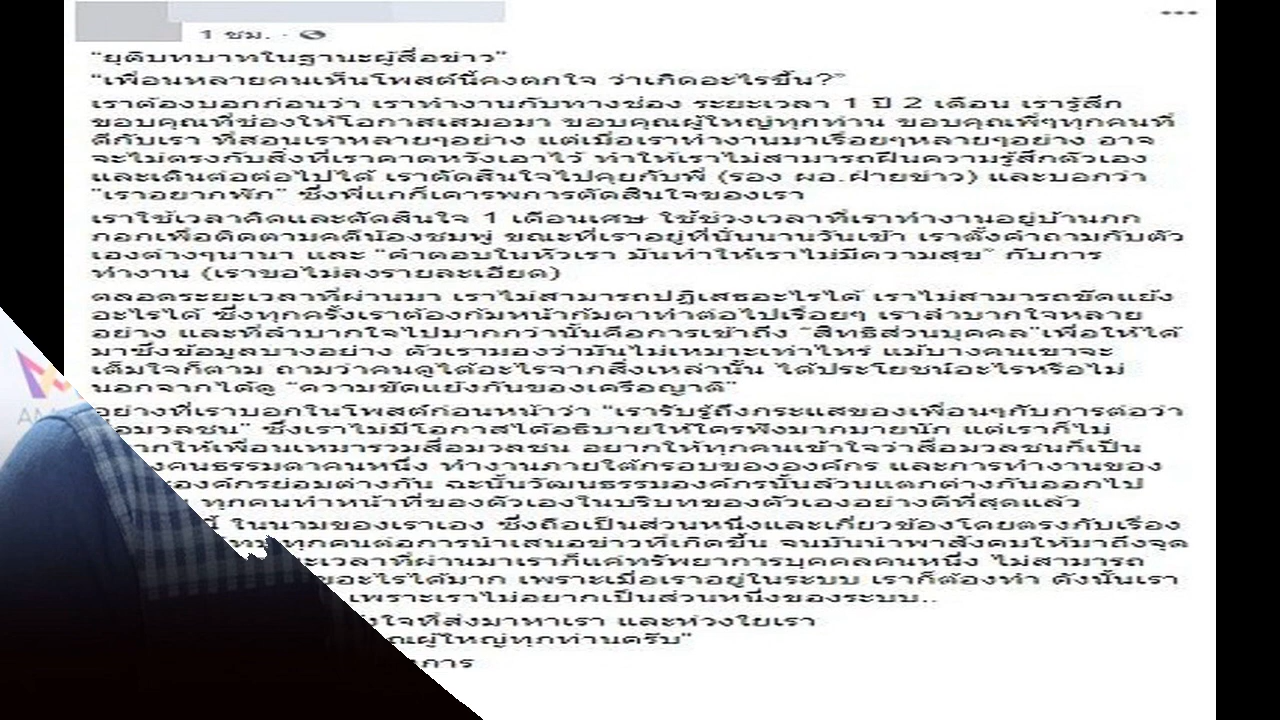 1 ชม. ·
“ยุติบทบาทในฐานะผู้สื่อข่าว”
“เพื่อนหลายคนเห็นโพสต์นี้คงตกใจ ว่าเกิดอะไรขึ้น?”
เราต้องบอกก่อนว่า เราทำงานกับทางช่อง ระยะเวลา 1 ปี 2 เดือน เรารู้สึก
ขอบคุณที่ช่องให้โอกาสเสมอมา ขอบคุณผู้ใหญ่ทุกท่าน ขอบคุณพี่ๆทุกคนที่
ดีกับเรา ที่สอนเราหลายๆอย่าง แต่เมื่อเราทำงานมาเรื่อยๆหลายๆอย่าง อาจ
จะไม่ตรงกับสิ่งที่เราคาดหวังเอาไว้ ทำให้เราไม่สามารถฝืนความรู้สึกตัวเอง
และเดินต่อต่อไปได้ เราตัดสินใจไปคุยกับพี่ (รอง ผอ.ฝ่ายข่าว) และบอกว่า
“เราอยากพัก” ซึ่งพี่แกก็เคารพการตัดสินใจของเรา
เราใช้เวลาคิดและตัดสินใจ 1 เดือนเศษ ใช้ช่วงเวลาที่เราทำงานอยู่บ้านกก
กอกเพื่อติดตามคดีน้องชมพู่ ขณะที่เราอยู่ที่นั่นนานวันเข้า เราตั้งคำถามกับตัว
เองต่างๆนานา และ “คำตอบในหัวเรา มันทำให้เราไม่มีความสุข” กับการ
ทำงาน (เราขอไม่ลงรายละเอียด)
ตลอดระยะเวลาที่ผ่านมา เราไม่สามารถปฏิเสธอะไรได้ เราไม่สามารถขัดแย้ง
อะไรได้ ซึ่งทุกครั้งเราต้องก้มหน้าก้มตาทำต่อไปเรื่อยๆ เราลำบากใจหลาย
อย่าง และที่ลำบากใจไปมากกว่านั้นคือการเข้าถึง “สิทธิส่วนบุคคล”เพื่อให้ได้
มาซึ่งข้อมูลบางอย่าง ตัวเรามองว่ามันไม่เหมาะเท่าไหร่ แม้บางคนเขาจะ
เต็มใจก็ตาม ถามว่าคนดูได้อะไรจากสิ่งเหล่านั้น ได้ประโยชน์อะไรหรือไม่
นอกจากได้ดู “ความขัดแย้งกันของเครือญาติ”
อย่างที่เราบอกในโพสต์ก่อนหน้าว่า “เรารับรู้ถึงกระแสของเพื่อนๆกับการต่อว่า
สื่อมวลชน” ซึ่งเราไม่มีโอกาสได้อธิบายให้ใครฟังมากมายนัก แต่เราก็ไม่
ให้เพื่อนเหมารวมสื่อมวลชน อยากให้ทุกคนเข้าใจว่าสื่อมวลชนก็เป็น
คนธรรมดาคนหนึ่ง ทำงานภายใต้กรอบขององค์กร และการทำงานของ
องค์กรย่อมต่างกัน ฉะนั้นวัฒนธรรมองค์กรนั้นล้วนแตกต่างกันออกไป
ทุกคนทำหน้าที่ของตัวเองในบริบทของตัวเองอย่างดีที่สุดแล้ว
นี้ ในนามของเราเอง ซึ่งถือเป็นส่วนหนึ่งและเกี่ยวข้องโดยตรงกับเรื่อง
ทุกคนต่อการนำเสนอข่าวที่เกิดขึ้น จนมันนำพาสังคมให้มาถึงจุด
เวลาที่ผ่านมาเราก็แค่ทรัพยาการบุคคลคนหนึ่ง ไม่สามารถ
อะไรได้มาก เพราะเมื่อเราอยู่ในระบบ เราก็ต้องทำ ดังนั้นเรา
เพราะเราไม่อยากเป็นส่วนหนึ่งของระบบ..
ใจที่ส่งมาหาเรา และห่วงใยเรา
ผู้ใหญ่ทุกท่านครับ”
การ